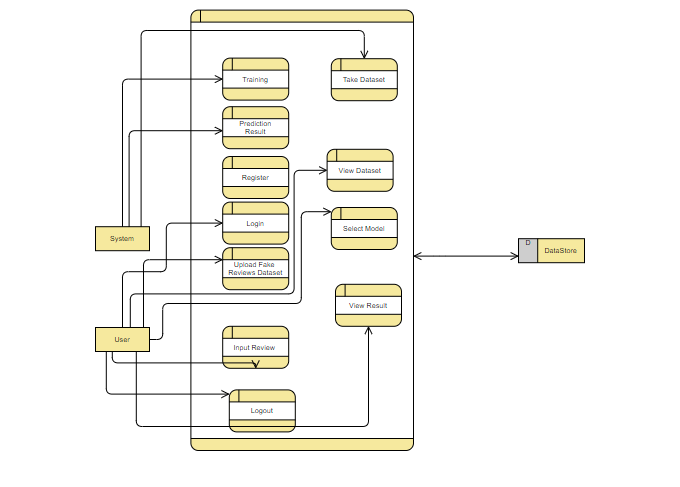 Training
Take Dataset
Prediction
Result
View Dataset
Register
Login
Select Model
System
D
DataStore
Upload Fake
Reviews Dataset
View Result
User
Input Review
Logout